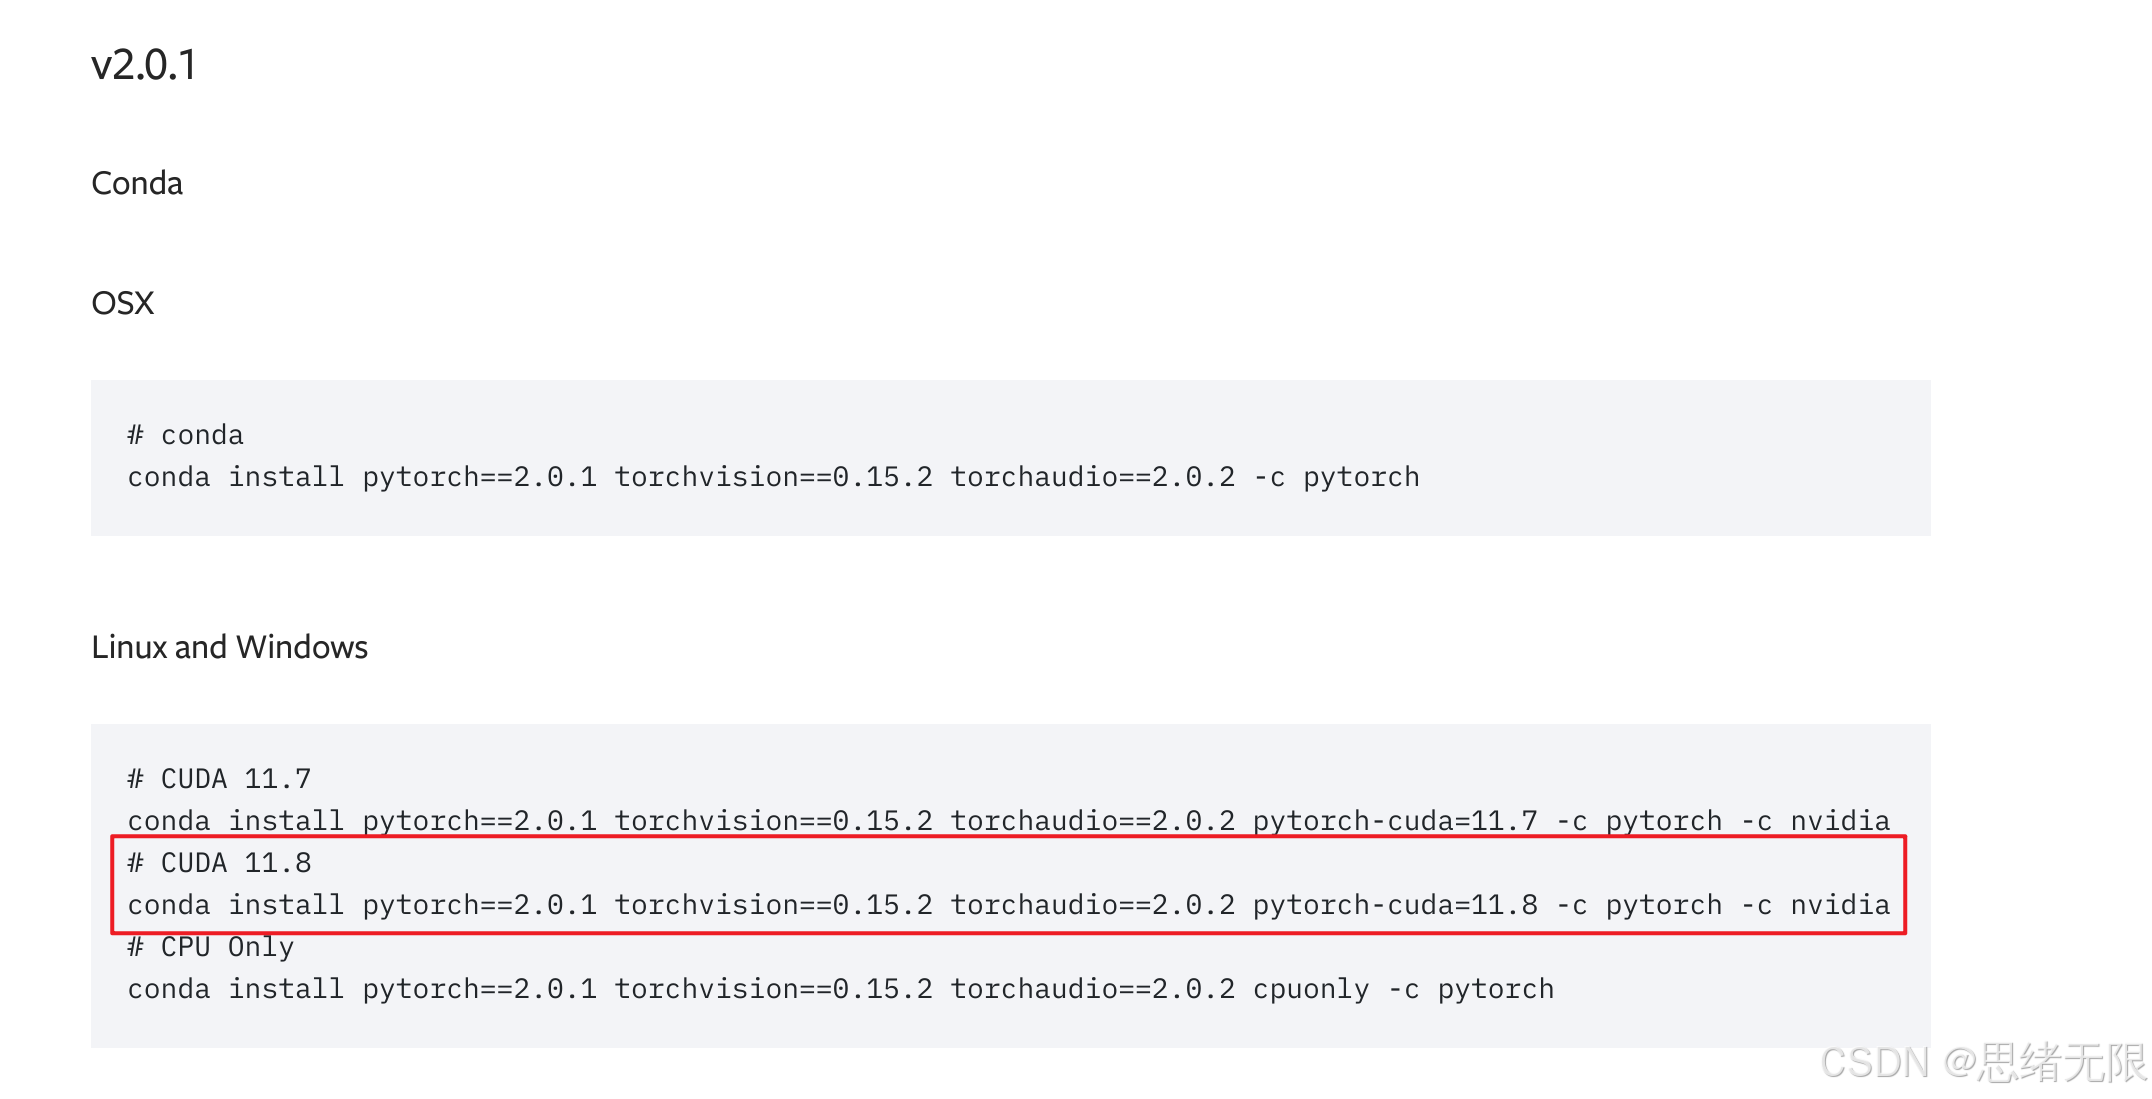 v2.0.1
Conda
OSX
# conda
conda install pytorch==2.0.1 torchvision==0.15.2 torchaudio==2.0.2 -c pytorch
Linux and Windows
# CUDA 11.7
conda install pytorch==2.0.1 torchvision==0.15.2 torchaudio==2.0.2 pytorch-cuda=11.7 -c pytorch -c nvidia
# CUDA 11.8
conda install pytorch==2.0.1 torchvision==0.15.2 torchaudio==2.0.2 pytorch-cuda=11.8 -c pytorch -c nvidia
# CPU Only
conda install pytorch==2.0.1 torchvision==0.15.2 torchaudio==2.0.2 cpuonly -c pytorch
CSDN @思绪无限